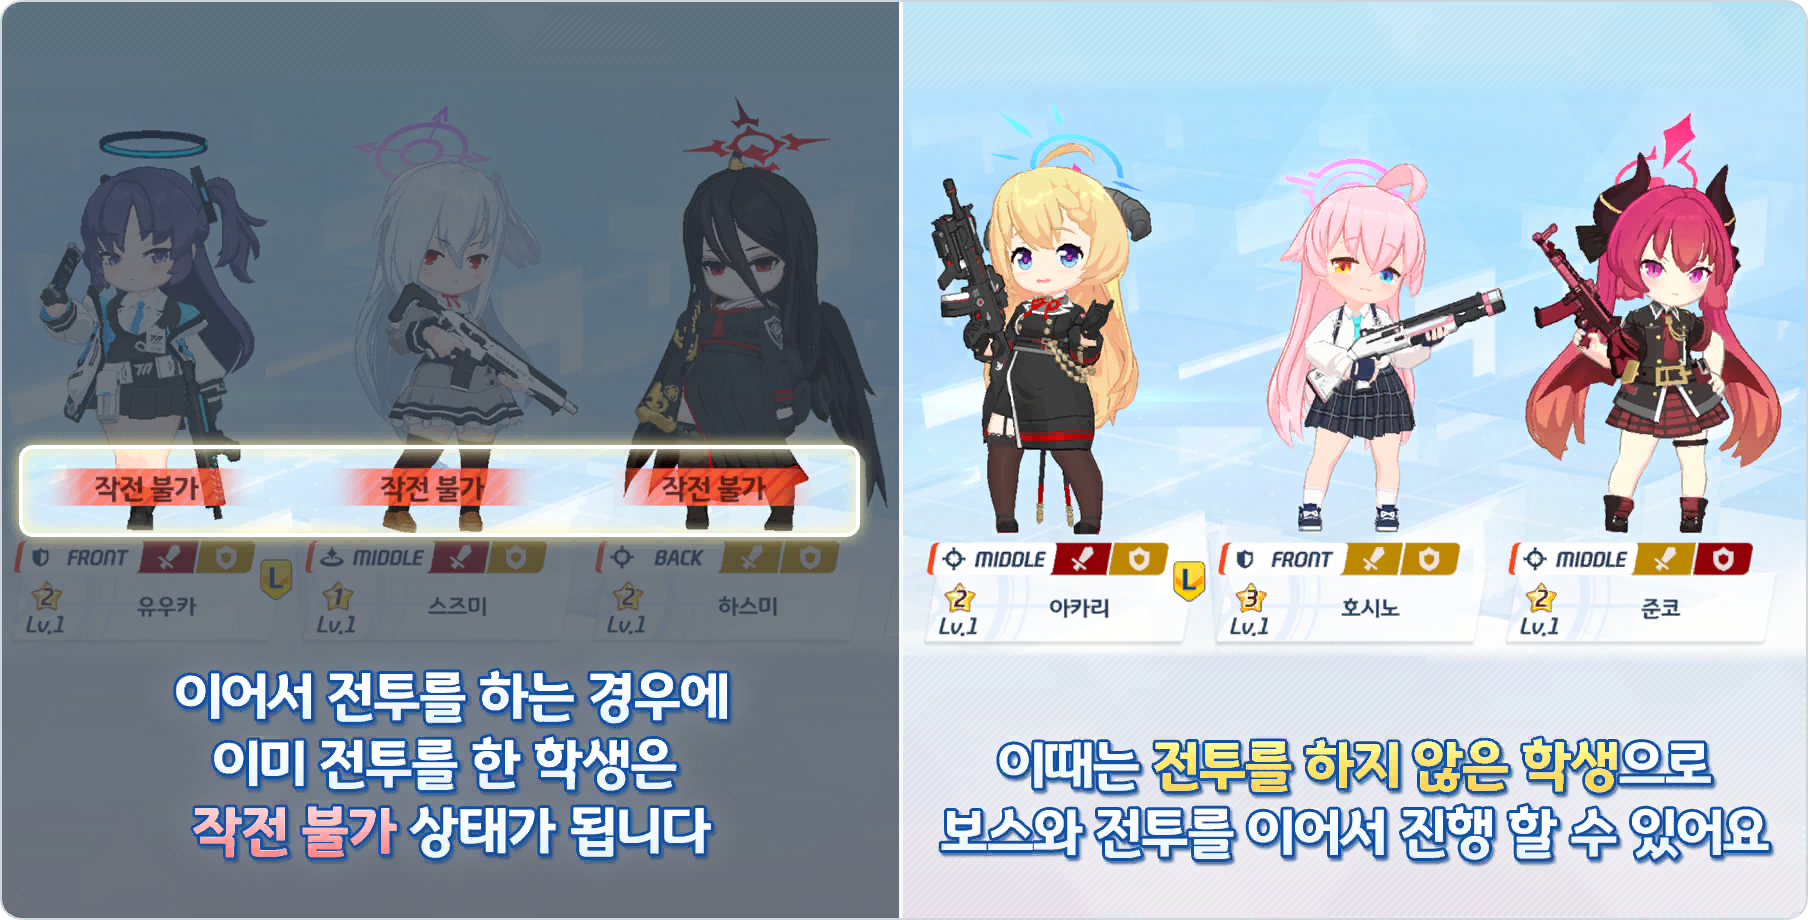 작전 불가
작전 불가
작전 불가
FRONT
MIDDLE
BACK
2
Lv.1
유우카
L
1
Lv.1
스즈미
2
Lv.1
하스미
이어서 전투를 하는 경우에
이미 전투를 한 학생은
작전 불가 상태가 됩니다
MIDDLE
FRONT
MIDDLE
2
Lv.1
아카리
L
3
Lv.1
호시노
2
Lv.1
준코
이때는 전투를 하지 않은 학생으로
보스와 전투를 이어서 진행 할 수 있어요